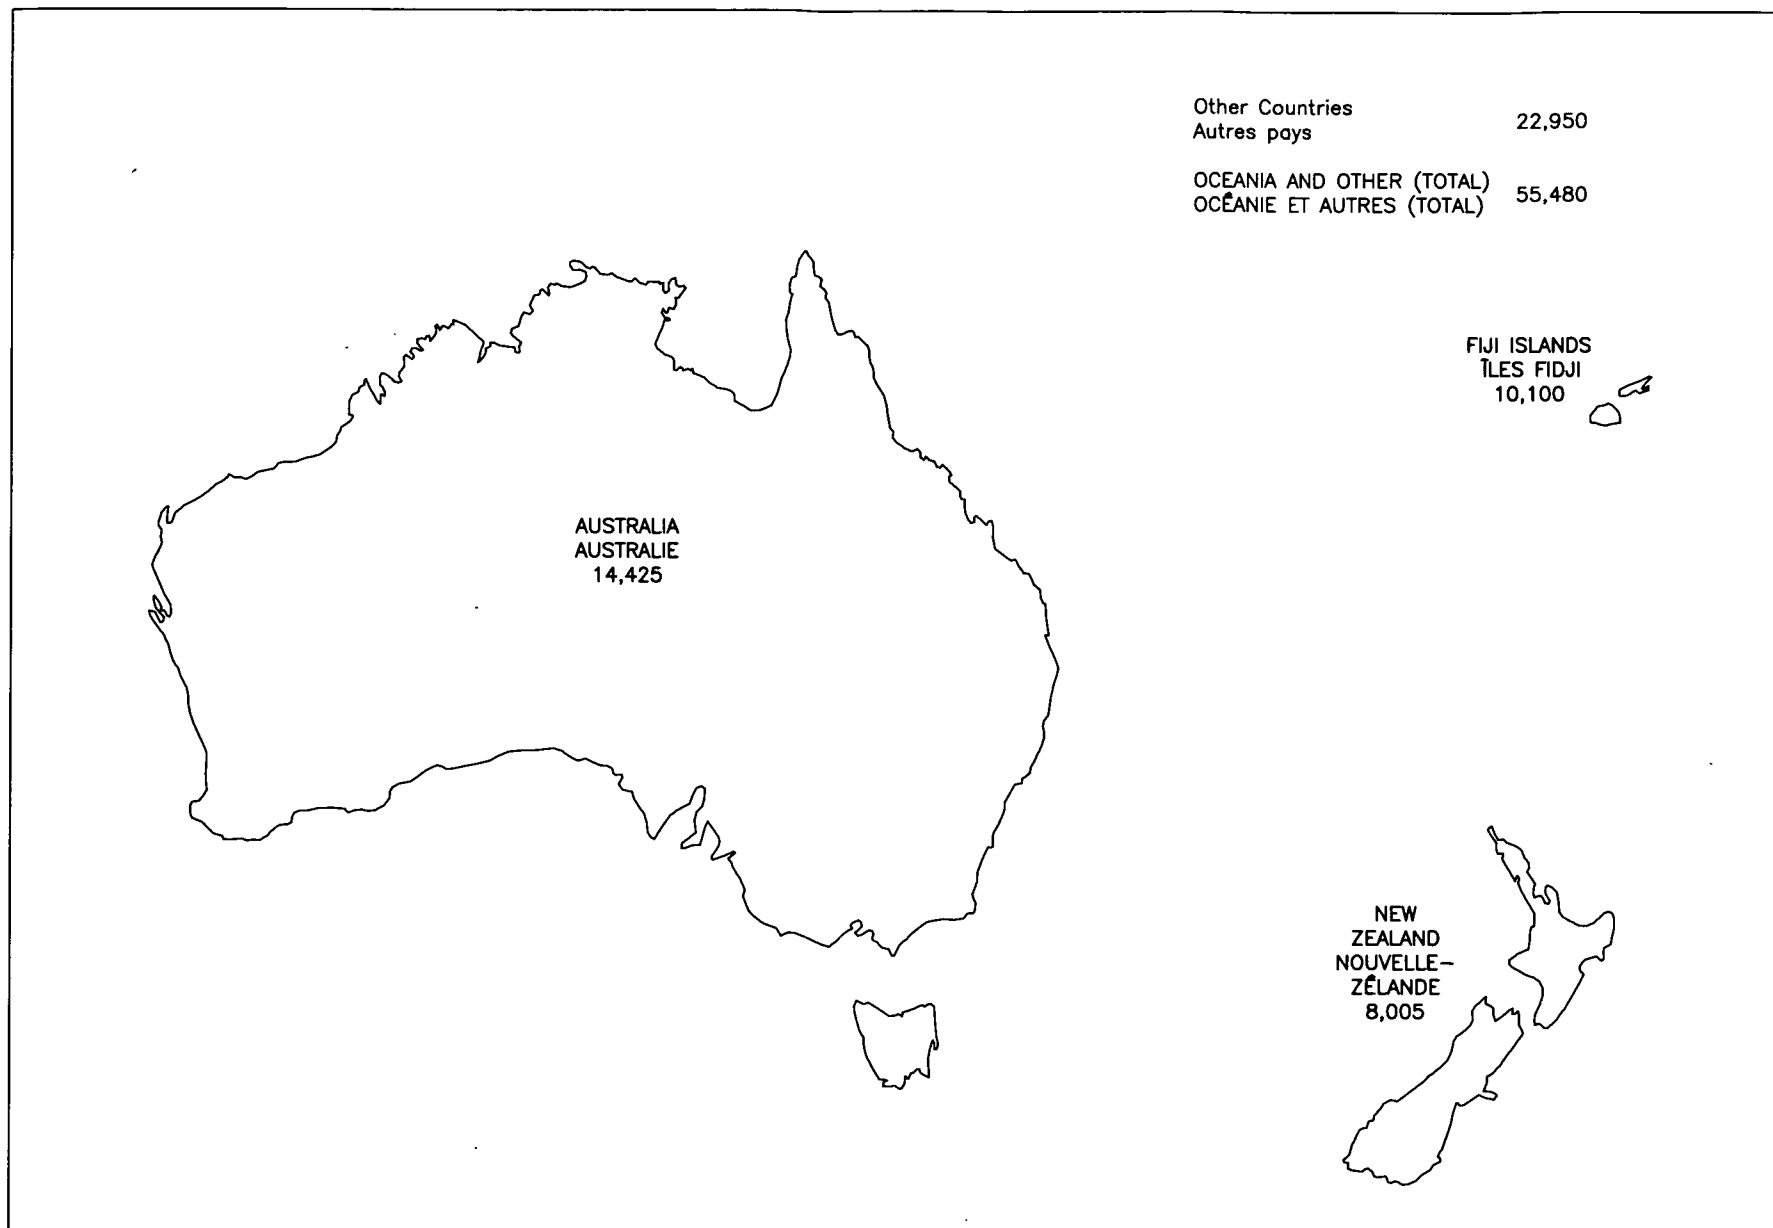 Other Countries
Autres pays
22,950
OCEANIA AND OTHER (TOTAL)
OCÉANIE ET AUTRES (TOTAL)
55,480
FIJI ISLANDS
ÎLES FIDJI
10,100
AUSTRALIA
AUSTRALIE
14,425
NEW
ZEALAND
NOUVELLE-
ZÉLANDE
8,005